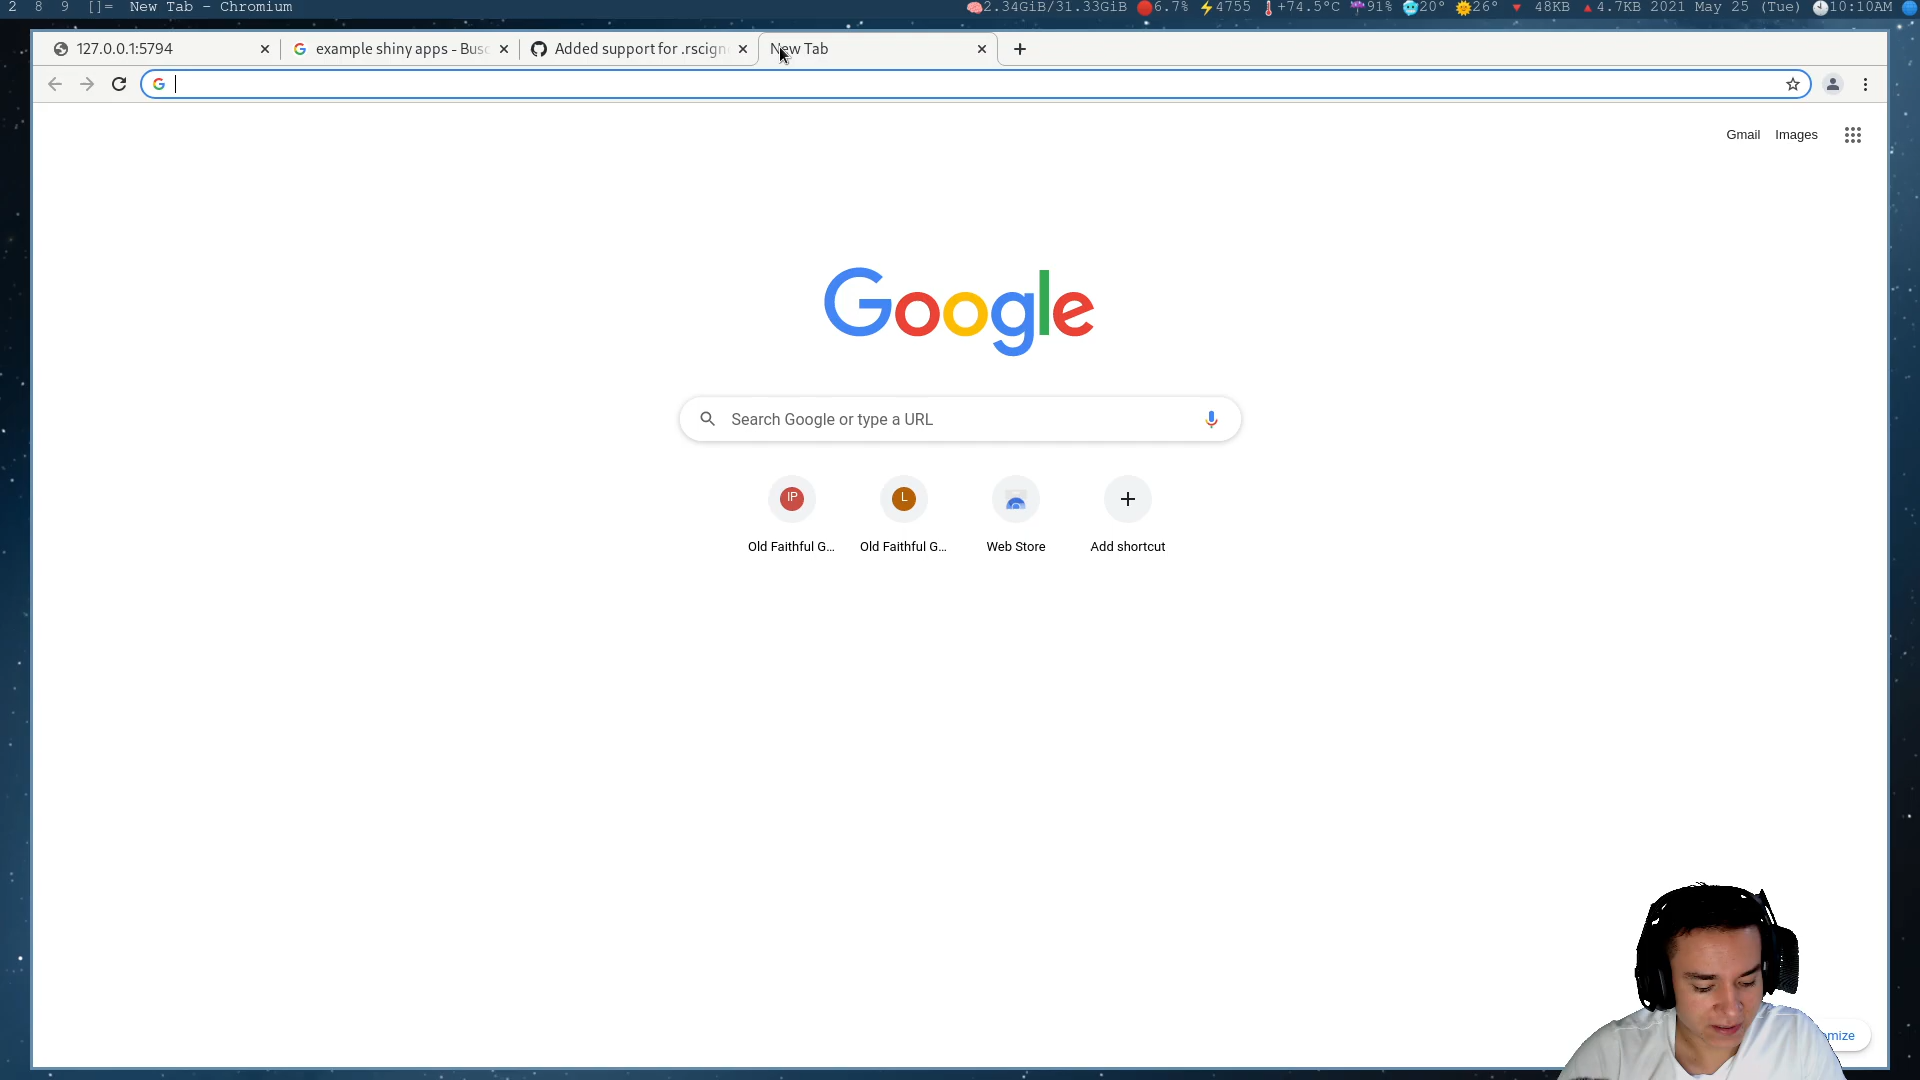 2 8 9 []= New Tab - Chromium 2.34GiB/31.33GiB 6.7% 4755 +74.5°C 91% 20° 26° 48KB 4.7KB 2021 May 25 (Tue) 10:10AM
127.0.0.1:5794 example shiny apps - Bus New Tab
Added support for .rscign
Gmail Images
Google
Search Google or type a URL
IP L
Old Faithful G... Old Faithful G... Web Store Add shortcut
mize